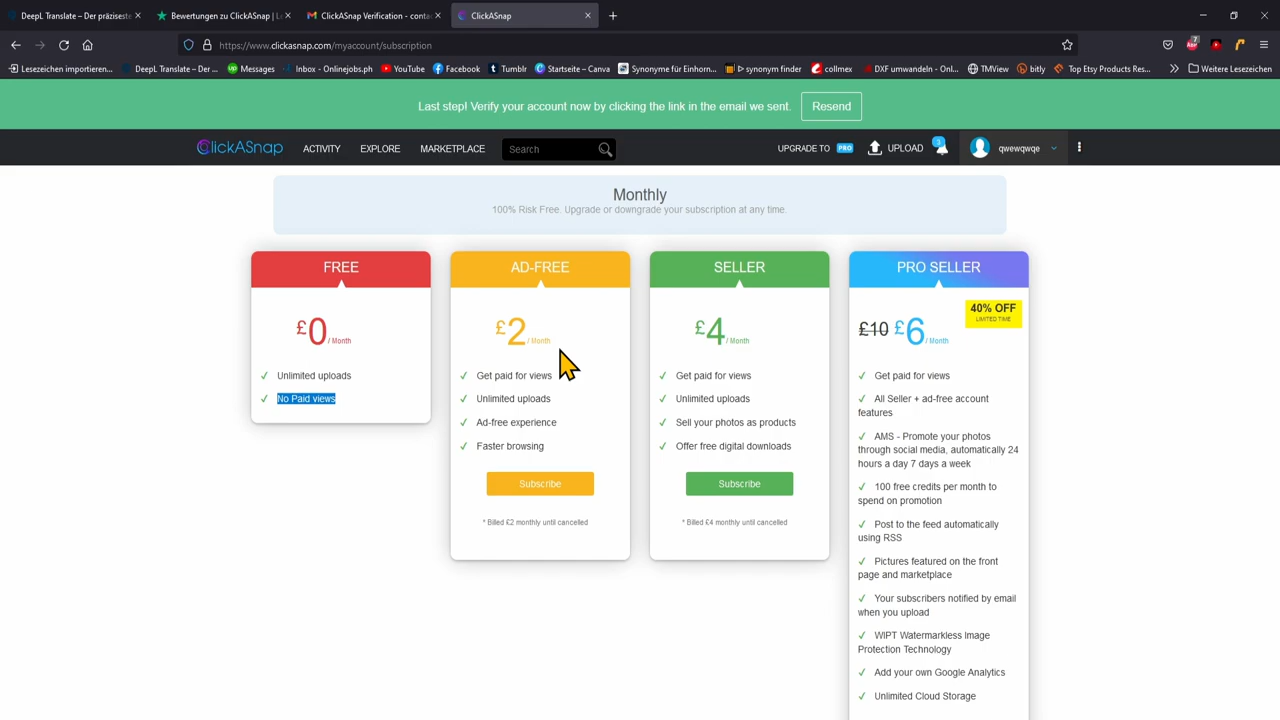 DeepL Translate – Der präziseste
Bewertungen zu ClickASnap | Le
ClickASnap Verification - conta
ClickASnap
https://www.clickasnap.com/myaccount/subscription
Lesezeichen importieren...
DeepL Translate – Der ...
Messages
Inbox - Onlinejobs.ph
YouTube
Facebook
Tumblr
Startseite – Canva
Synonyme für Einhorn...
▷ synonym finder
collmex
DXF umwandeln - Onl...
TMView
bitly
Top Etsy Products Res...
Weitere Lesezeichen
Last step! Verify your account now by clicking the link in the email we sent.
Resend
ClickASnap
ACTIVITY
EXPLORE
MARKETPLACE
Search
UPGRADE TO PRO
UPLOAD
qwewqwqe
Monthly
100% Risk Free. Upgrade or downgrade your subscription at any time.
FREE
£0 / Month
✓ Unlimited uploads
✓ No Paid views
AD-FREE
£2 / Month
✓ Get paid for views
✓ Unlimited uploads
✓ Ad-free experience
✓ Faster browsing
Subscribe
* Billed £2 monthly until cancelled
SELLER
£4 / Month
✓ Get paid for views
✓ Unlimited uploads
✓ Sell your photos as products
✓ Offer free digital downloads
Subscribe
* Billed £4 monthly until cancelled
PRO SELLER
40% OFF
LIMITED TIME
£10 £6 / Month
✓ Get paid for views
✓ All Seller + ad-free account
features
✓ AMS - Promote your photos
through social media, automatically 24
hours a day 7 days a week
✓ 100 free credits per month to
spend on promotion
✓ Post to the feed automatically
using RSS
✓ Pictures featured on the front
page and marketplace
✓ Your subscribers notified by email
when you upload
✓ WIPT Watermarkless Image
Protection Technology
✓ Add your own Google Analytics
✓ Unlimited Cloud Storage